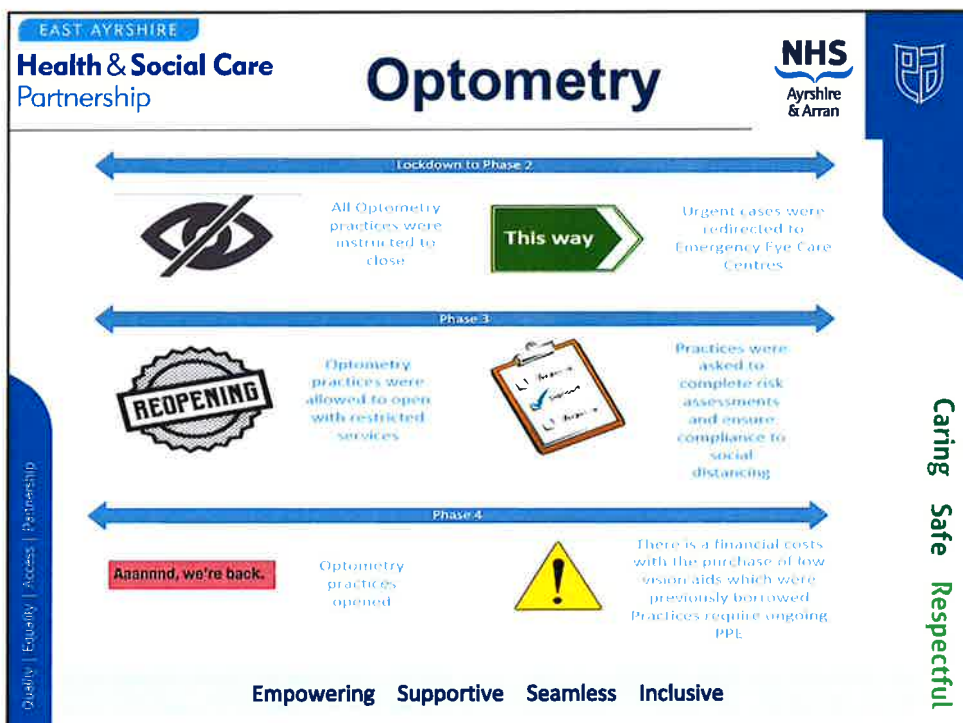 EAST AYRSHIRE
Health & Social Care
Partnership
Optometry
NHS
Ayrshire
& Arran
Lockdown to Phase 2
All Optometry
practices were
instructed to
close
This way
Urgent cases were
redirected to
Emergency Eye Care
Centres
Phase 3
REOPENING
Optometry
practices were
allowed to open
with restricted
services
Practices were
asked to
complete risk
assessments
and ensure
compliance to
social
distancing
Phase 4
Aaannnd, we're back.
Optometry
practices
opened
There is a financial costs
with the purchase of low
vision aids which were
previously borrowed
Practices require ongoing
PPE
Quality | Equality | Access | Partnership
Caring Safe Respectful
Empowering Supportive Seamless Inclusive